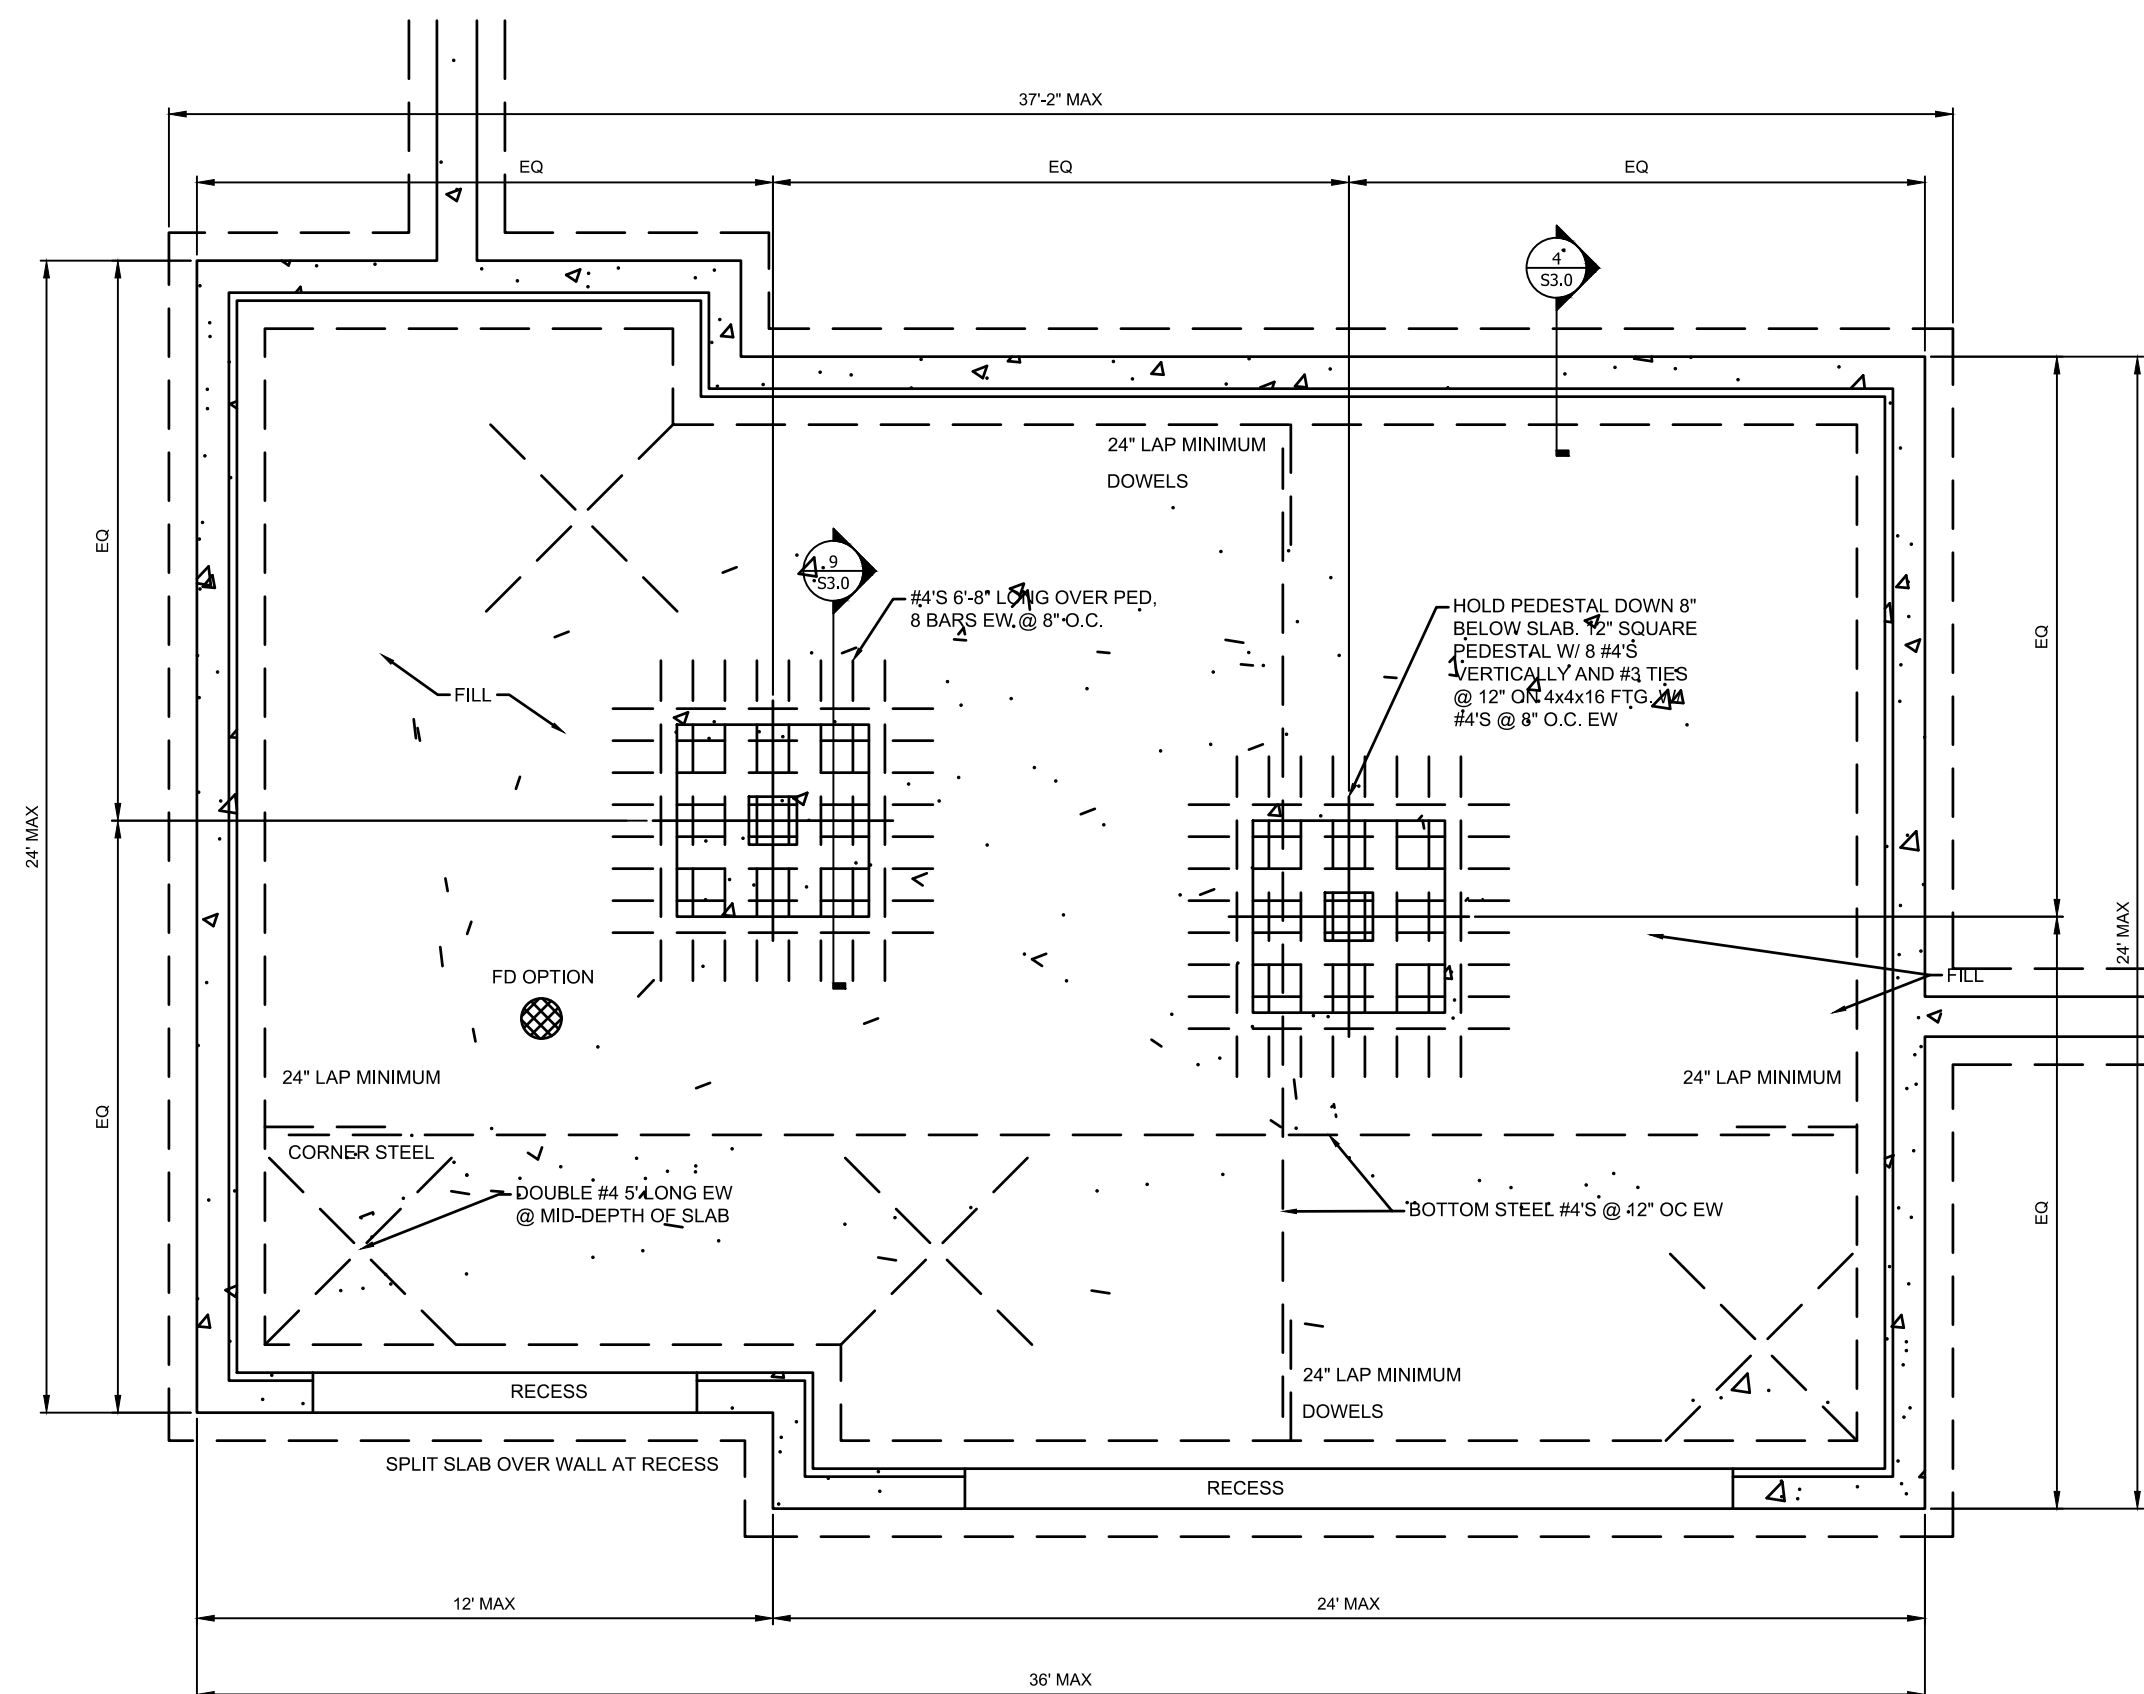 37'-2" MAX
EQ
EQ
EQ
4
S3.0
24" LAP MINIMUM
DOWELS
EQ
9
S3.0
#4'S 6'-8" LONG OVER PED,
8 BARS EW @ 8" O.C.
HOLD PEDESTAL DOWN 8"
BELOW SLAB. 12" SQUARE
PEDESTAL W/ 8 #4'S
VERTICALLY AND #3 TIES
@ 12" ON 4x4x16 FTG. W/
#4'S @ 8" O.C. EW
EQ
FILL
24' MAX
24' MAX
FD OPTION
FILL
24" LAP MINIMUM
24" LAP MINIMUM
EQ
CORNER STEEL
DOUBLE #4 5' LONG EW
@ MID-DEPTH OF SLAB
BOTTOM STEEL #4'S @ 12" OC EW
EQ
RECESS
24" LAP MINIMUM
DOWELS
SPLIT SLAB OVER WALL AT RECESS
RECESS
12' MAX
24' MAX
36' MAX